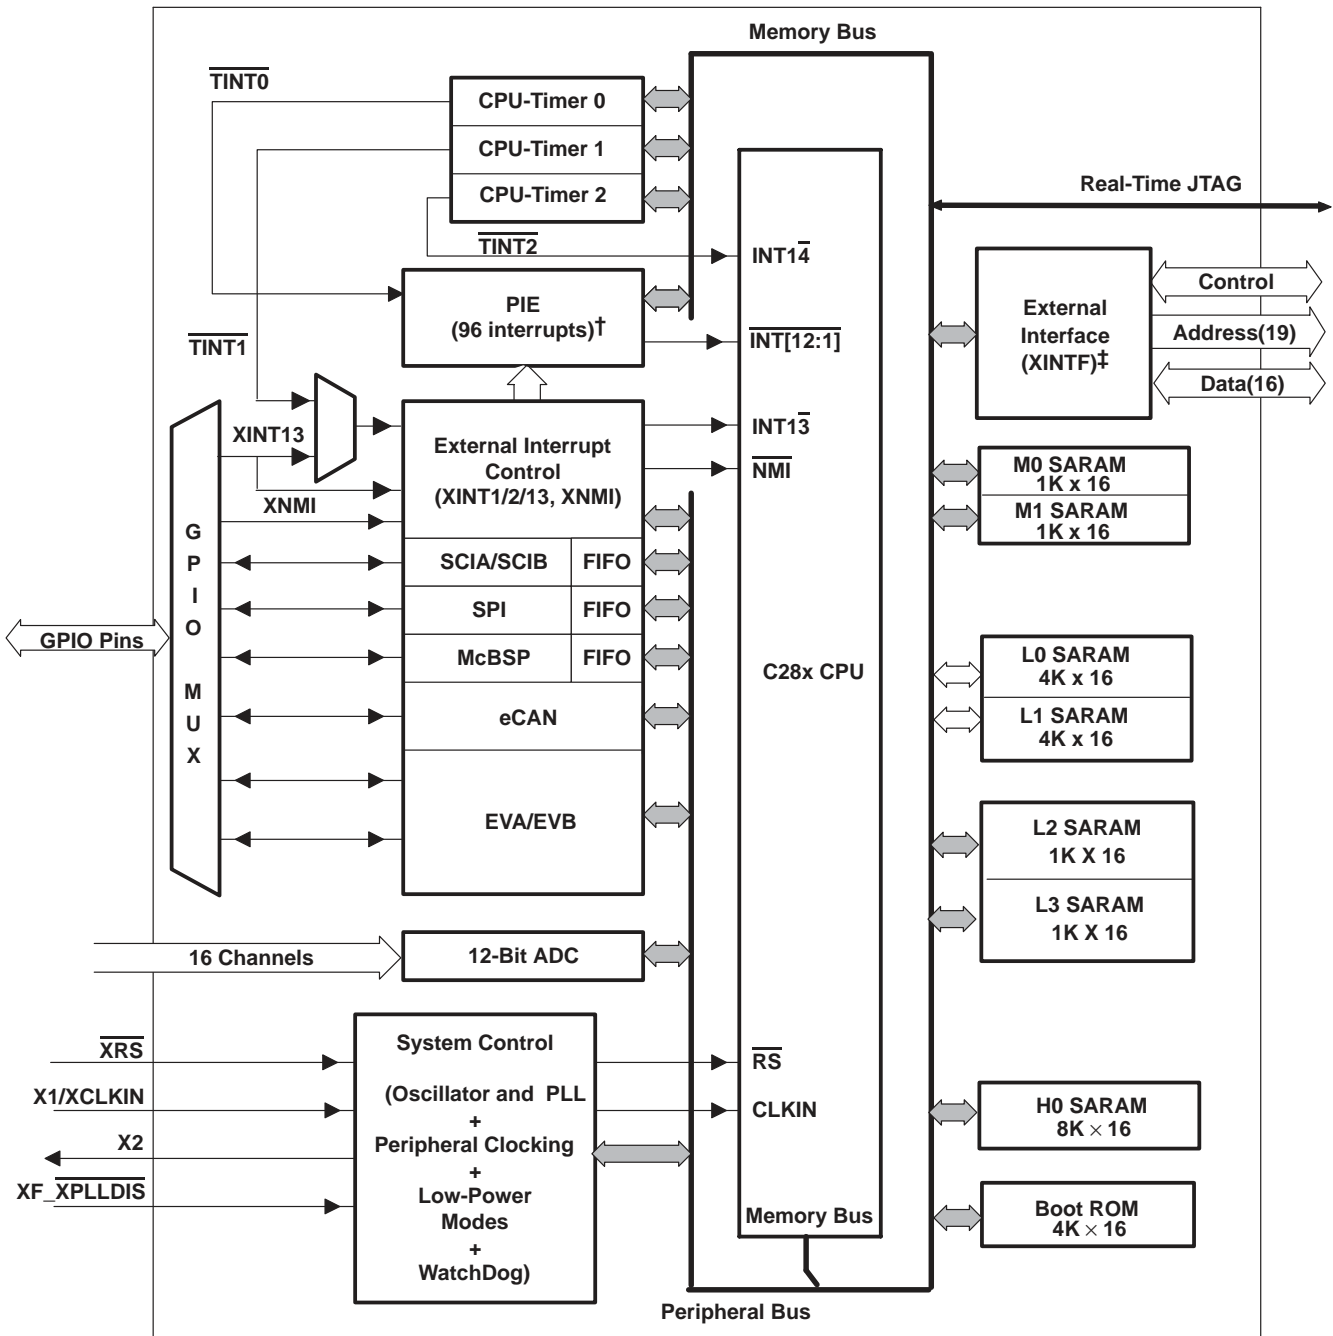 Memory Bus
TINT0
CPU-Timer 0
CPU-Timer 1
CPU-Timer 2
Real-Time JTAG
TINT2
INT14
PIE
(96 interrupts)†
TINT1
INT[12:1]
External
Interface
(XINTF)‡
Control
Address(19)
Data(16)
XINT13
XNMI
External Interrupt
Control
(XINT1/2/13, XNMI)
INT13
NMI
M0 SARAM
1K x 16
M1 SARAM
1K x 16
GPIO MUX
GPIO Pins
SCIA/SCIB
FIFO
SPI
FIFO
McBSP
FIFO
eCAN
EVA/EVB
C28x CPU
L0 SARAM
4K x 16
L1 SARAM
4K x 16
L2 SARAM
1K X 16
L3 SARAM
1K X 16
16 Channels
12-Bit ADC
XRS
X1/XCLKIN
X2
XF_XPLLDIS
System Control
(Oscillator and PLL
+
Peripheral Clocking
+
Low-Power
Modes
+
WatchDog)
RS
CLKIN
H0 SARAM
8K × 16
Memory Bus
Boot ROM
4K × 16
Peripheral Bus